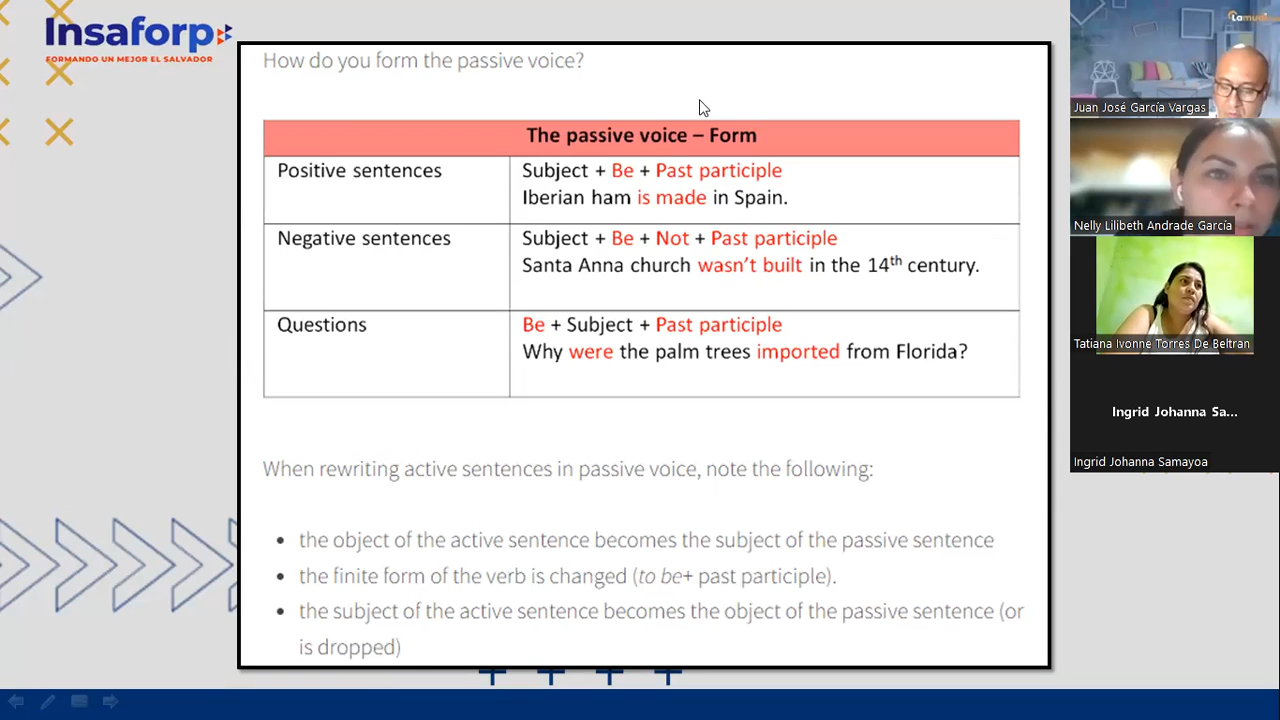 Insaforp
FORMANDO UN MEJOR EL SALVADOR
How do you form the passive voice?
The passive voice – Form
Positive sentences
Subject + Be + Past participle
Iberian ham is made in Spain.
Negative sentences
Subject + Be + Not + Past participle
Santa Anna church wasn't built in the 14th century.
Questions
Be + Subject + Past participle
Why were the palm trees imported from Florida?
When rewriting active sentences in passive voice, note the following:
• the object of the active sentence becomes the subject of the passive sentence
• the finite form of the verb is changed (to be+ past participle).
• the subject of the active sentence becomes the object of the passive sentence (or
is dropped)
Juan José García Vargas
Nelly Lilibeth Andrade García
Tatiana Ivonne Torres De Beltran
Ingrid Johanna Sa...
Ingrid Johanna Samayoa